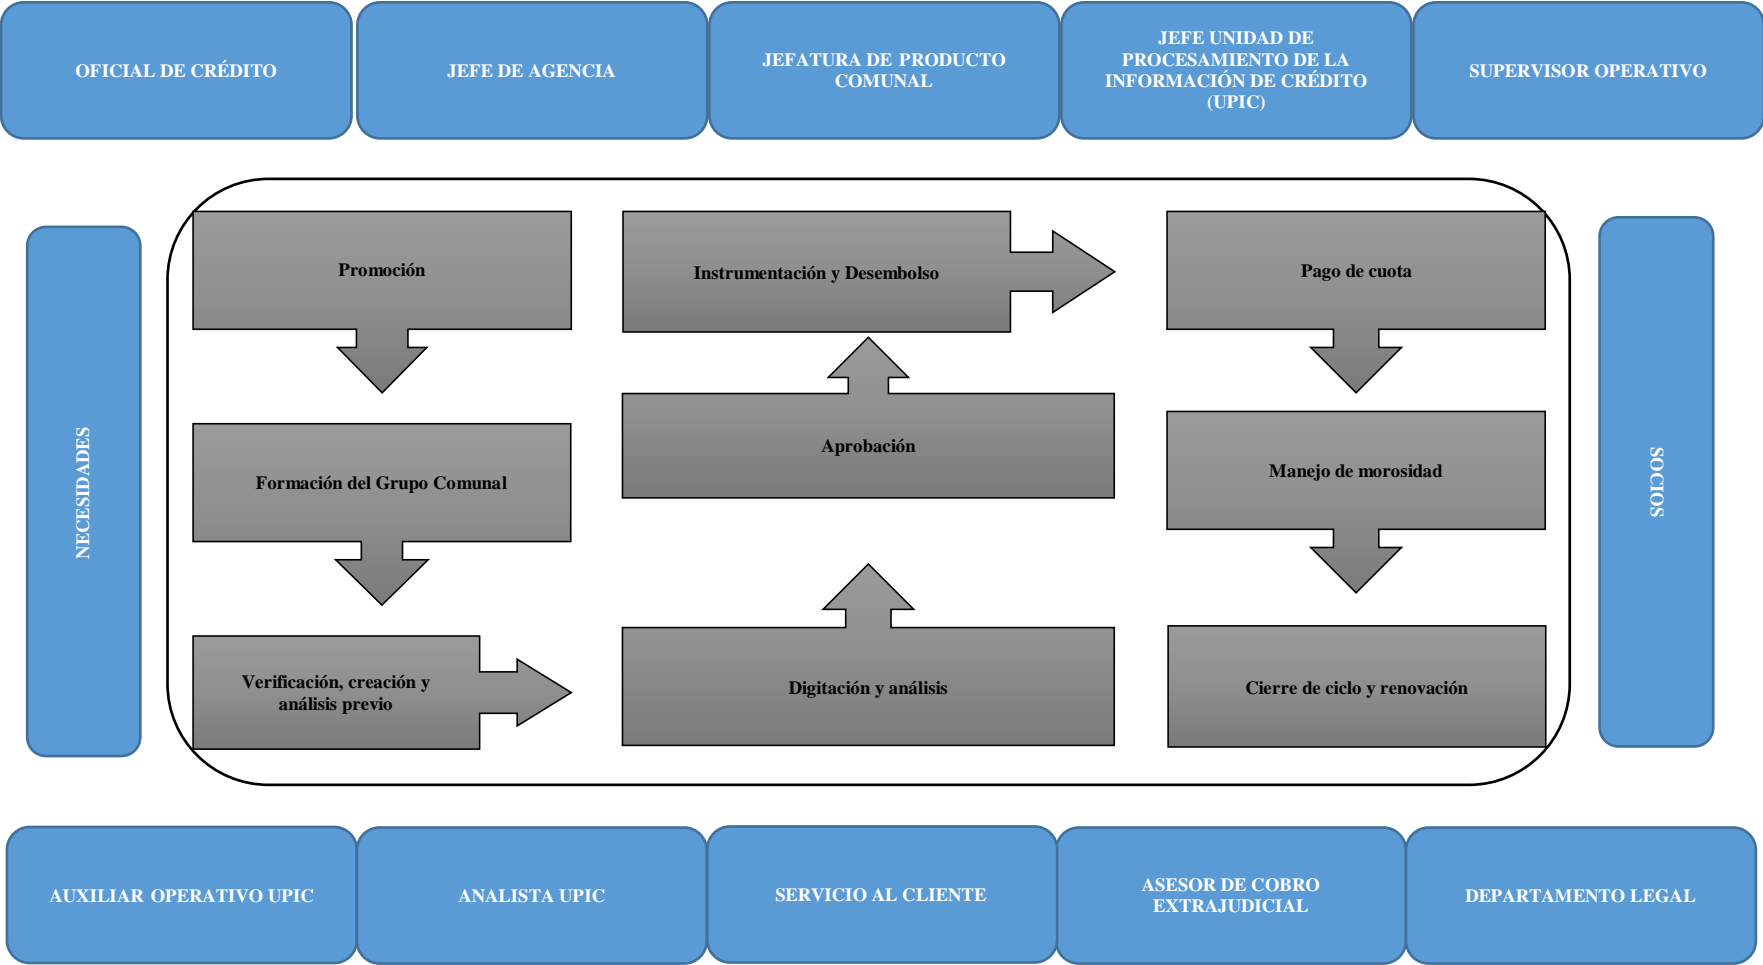 OFICIAL DE CRÉDITO
JEFE DE AGENCIA
JEFATURA DE PRODUCTO
COMUNAL
JEFE UNIDAD DE
PROCESAMIENTO DE LA
INFORMACIÓN DE CRÉDITO
(UPIC)
SUPERVISOR OPERATIVO
NECESIDADES
Promoción
Formación del Grupo Comunal
Verificación, creación y
análisis previo
Instrumentación y Desembolso
Aprobación
Digitación y análisis
Pago de cuota
Manejo de morosidad
Cierre de ciclo y renovación
SOCIOS
AUXILIAR OPERATIVO UPIC
ANALISTA UPIC
SERVICIO AL CLIENTE
ASESOR DE COBRO
EXTRAJUDICIAL
DEPARTAMENTO LEGAL